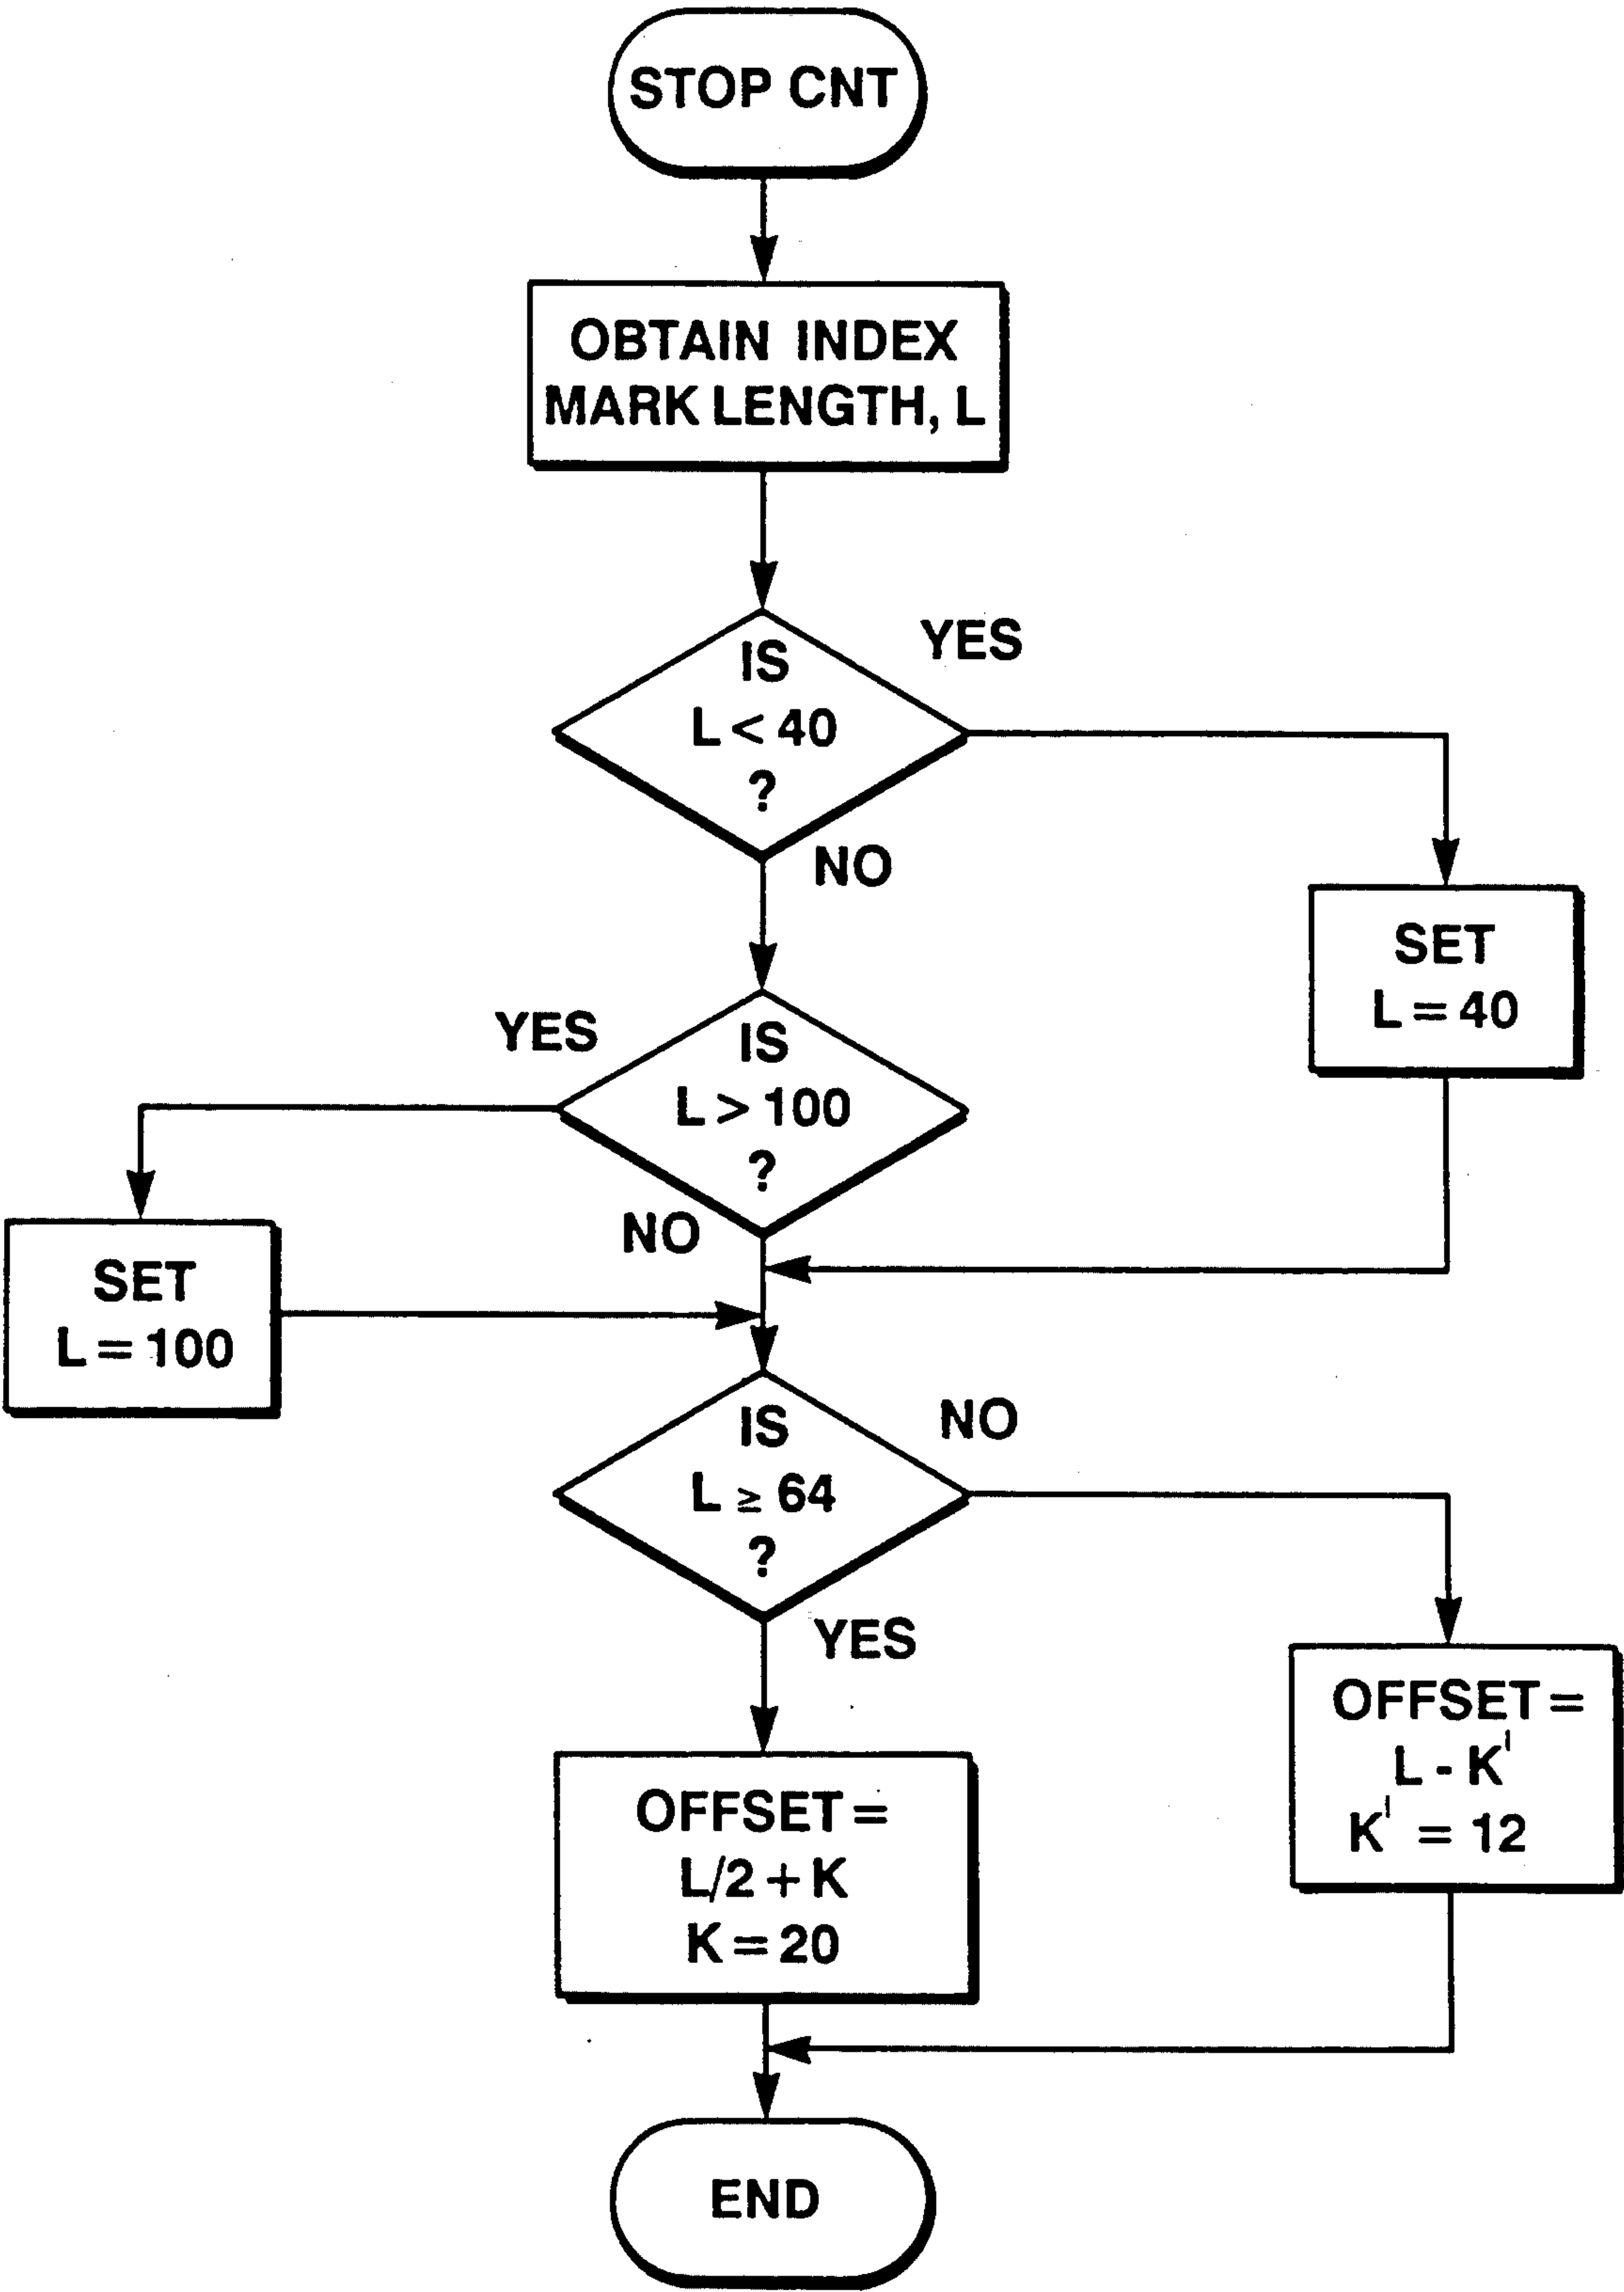 STOP CNT
OBTAIN INDEX
MARK LENGTH, L
IS
L < 40
?
YES
NO
SET
L = 40
IS
L > 100
?
YES
NO
SET
L = 100
IS
L ≥ 64
?
NO
YES
OFFSET =
L - K'
K' = 12
OFFSET =
L/2 + K
K = 20
END